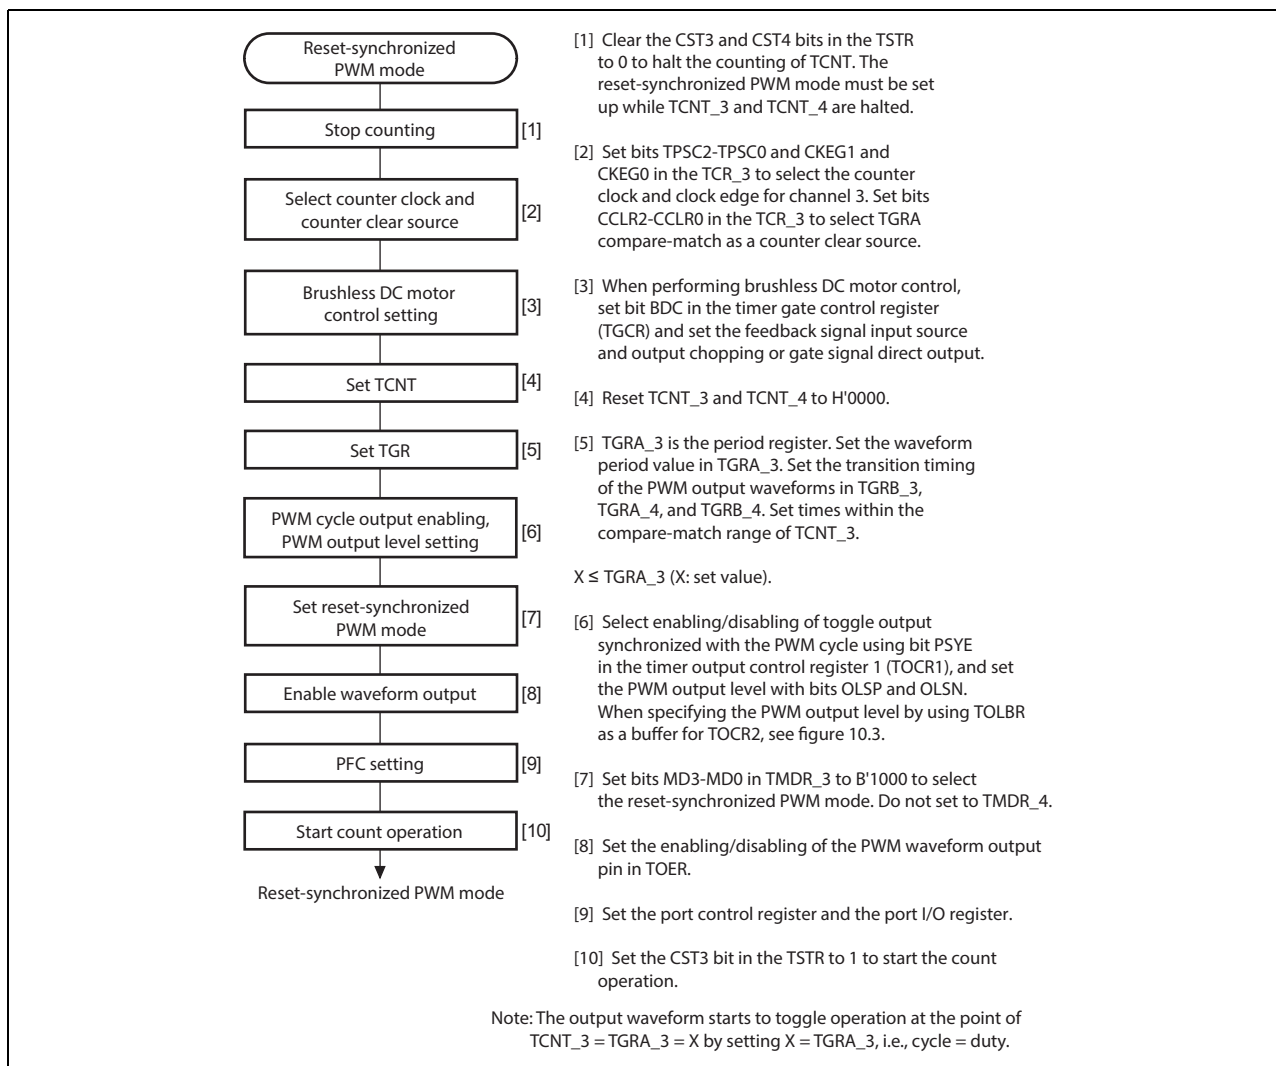 Reset-synchronized
PWM mode
Stop counting
[1]
Select counter clock and
counter clear source
[2]
Brushless DC motor
control setting
[3]
Set TCNT
[4]
Set TGR
[5]
PWM cycle output enabling,
PWM output level setting
[6]
Set reset-synchronized
PWM mode
[7]
Enable waveform output
[8]
PFC setting
[9]
Start count operation
[10]
Reset-synchronized PWM mode
[1] Clear the CST3 and CST4 bits in the TSTR
to 0 to halt the counting of TCNT. The
reset-synchronized PWM mode must be set
up while TCNT_3 and TCNT_4 are halted.
[2] Set bits TPSC2-TPSC0 and CKEG1 and
CKEG0 in the TCR_3 to select the counter
clock and clock edge for channel 3. Set bits
CCLR2-CCLR0 in the TCR_3 to select TGRA
compare-match as a counter clear source.
[3] When performing brushless DC motor control,
set bit BDC in the timer gate control register
(TGCR) and set the feedback signal input source
and output chopping or gate signal direct output.
[4] Reset TCNT_3 and TCNT_4 to H'0000.
[5] TGRA_3 is the period register. Set the waveform
period value in TGRA_3. Set the transition timing
of the PWM output waveforms in TGRB_3,
TGRA_4, and TGRB_4. Set times within the
compare-match range of TCNT_3.
X ≤ TGRA_3 (X: set value).
[6] Select enabling/disabling of toggle output
synchronized with the PWM cycle using bit PSYE
in the timer output control register 1 (TOCR1), and set
the PWM output level with bits OLSP and OLSN.
When specifying the PWM output level by using TOLBR
as a buffer for TOCR2, see figure 10.3.
[7] Set bits MD3-MD0 in TMDR_3 to B'1000 to select
the reset-synchronized PWM mode. Do not set to TMDR_4.
[8] Set the enabling/disabling of the PWM waveform output
pin in TOER.
[9] Set the port control register and the port I/O register.
[10] Set the CST3 bit in the TSTR to 1 to start the count
operation.
Note: The output waveform starts to toggle operation at the point of
TCNT_3 = TGRA_3 = X by setting X = TGRA_3, i.e., cycle = duty.